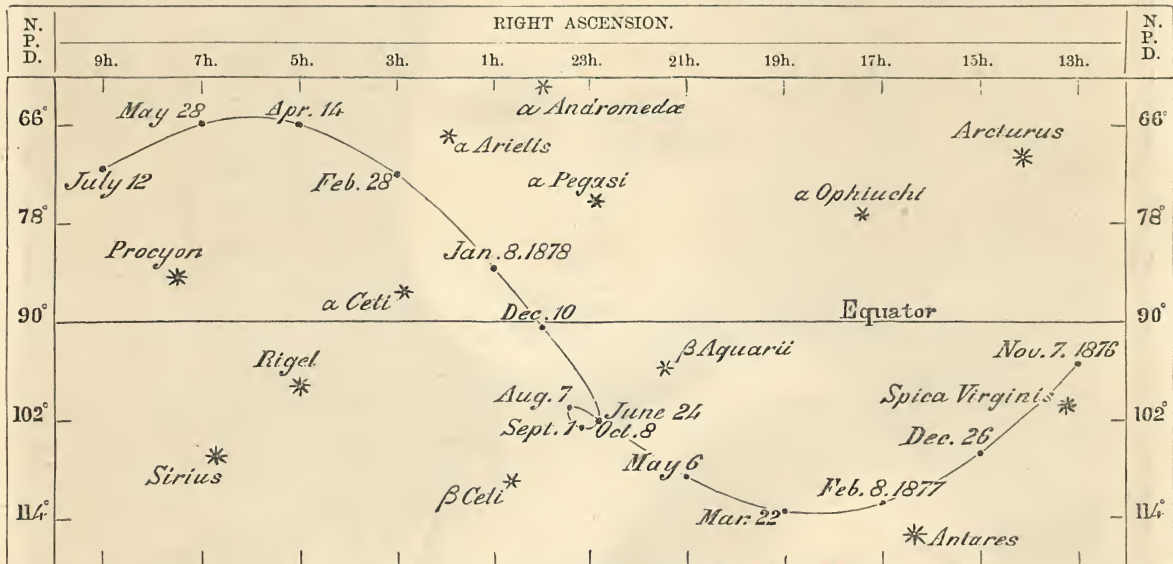 N. P. D.
RIGHT ASCENSION.
N. P. D.
9h. 7h. 5h. 3h. 1h. 23h. 21h. 19h. 17h. 15h. 13h.
α Andromedæ
66°
May 28
Apr. 14
66°
α Arietis
Arcturus
July 12
Feb. 28
α Pegasi
α Ophiuchi
78°
78°
Procyon
Jan. 8. 1878
α Ceti
Dec. 10
Equator
90°
90°
Rigel
β Aquarii
Nov. 7. 1876
Aug. 7
June 24
Spica Virginis
102°
102°
Sept. 1
Oct. 8
Dec. 26
Sirius
May 6
β Ceti
Feb. 8. 1877
114°
Mar. 22
114°
Antares